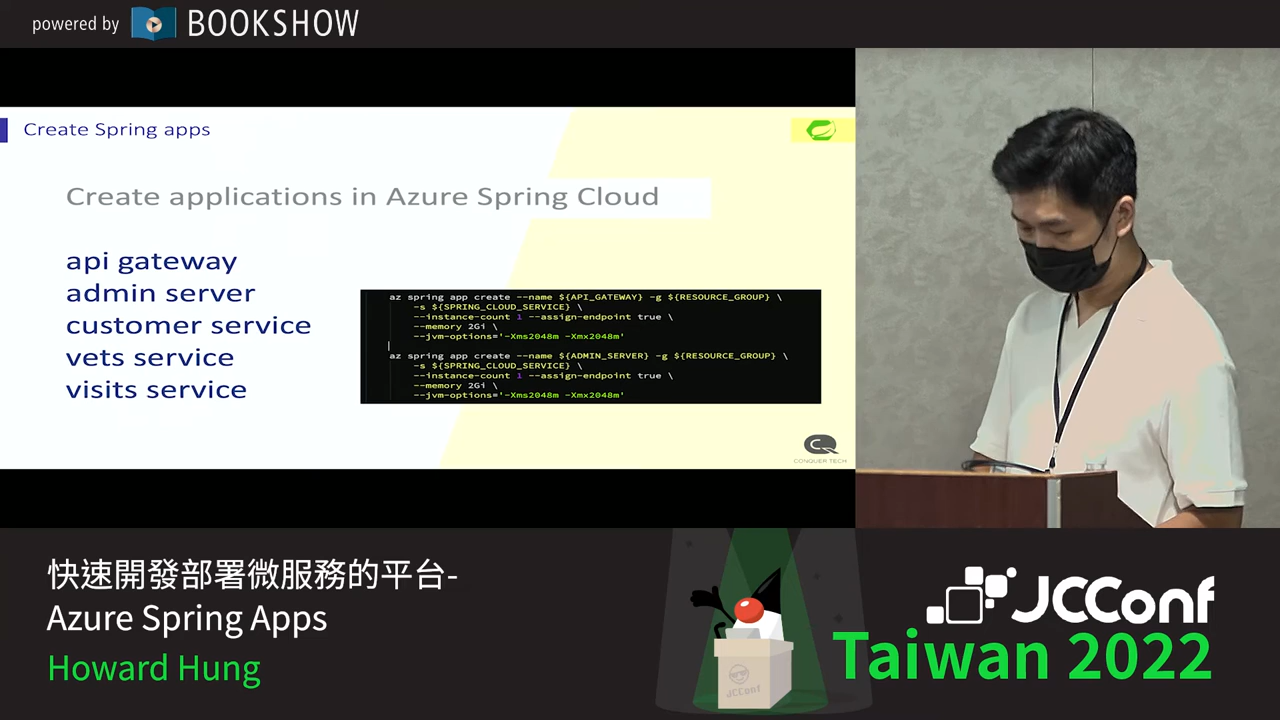 powered by BOOKSHOW
Create Spring apps
Create applications in Azure Spring Cloud
api gateway
admin server
customer service
vets service
visits service
az spring app create --name ${API_GATEWAY} -g ${RESOURCE_GROUP} \
-s ${SPRING_CLOUD_SERVICE} \
--instance-count 1 --assign-endpoint true \
--memory 2Gi \
--jvm-options='-Xms2048m -Xmx2048m'
az spring app create --name ${ADMIN_SERVER} -g ${RESOURCE_GROUP} \
-s ${SPRING_CLOUD_SERVICE} \
--instance-count 1 --assign-endpoint true \
--memory 2Gi \
--jvm-options='-Xms2048m -Xmx2048m'
CQ
CONQUER TECH
快速開發部署微服務的平台-
Azure Spring Apps
Howard Hung
JCConf
JCConf
Taiwan 2022